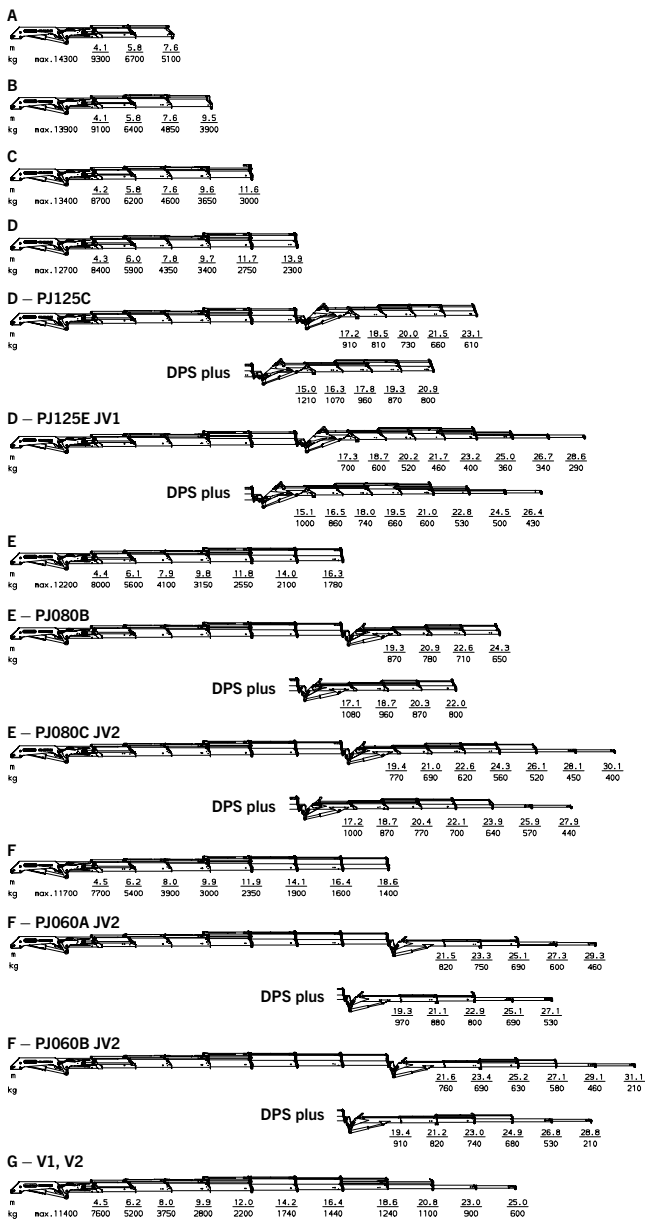 A
m 4.1 5.8 7.6
kg max.14300 9300 6700 5100
B
m 4.1 5.8 7.6 9.5
kg max.13900 9100 6400 4850 3900
C
m 4.2 5.8 7.6 9.6 11.6
kg max.13400 8700 6200 4600 3650 3000
D
m 4.3 6.0 7.8 9.7 11.7 13.9
kg max.12700 8400 5900 4350 3400 2750 2300
D – PJ125C
m 17.2 18.5 20.0 21.5 23.1
kg 910 810 730 660 610
DPS plus
15.0 16.3 17.8 19.3 20.9
1210 1070 960 870 800
D – PJ125E JV1
m 17.3 18.7 20.2 21.7 23.2 25.0 26.7 28.6
kg 700 600 520 460 400 360 340 290
DPS plus
15.1 16.5 18.0 19.5 21.0 22.8 24.5 26.4
1000 860 740 660 600 530 500 430
E
m 4.4 6.1 7.9 9.8 11.8 14.0 16.3
kg max.12200 8000 5600 4100 3150 2550 2100 1780
E – PJ080B
m 19.3 20.9 22.6 24.3
kg 870 780 710 650
DPS plus
17.1 18.7 20.3 22.0
1080 960 870 800
E – PJ080C JV2
m 19.4 21.0 22.6 24.3 26.1 28.1 30.1
kg 770 690 620 560 520 450 400
DPS plus
17.2 18.7 20.4 22.1 23.9 25.9 27.9
1000 870 770 700 640 570 440
F
m 4.5 6.2 8.0 9.9 11.9 14.1 16.4 18.6
kg max.11700 7700 5400 3900 3000 2350 1900 1600 1400
F – PJ060A JV2
m 21.5 23.3 25.1 27.3 29.3
kg 820 750 690 600 460
DPS plus
19.3 21.1 22.9 25.1 27.1
970 880 800 690 530
F – PJ060B JV2
m 21.6 23.4 25.2 27.1 29.1 31.1
kg 760 690 630 580 460 210
DPS plus
19.4 21.2 23.0 24.9 26.8 28.8
910 820 740 680 530 210
G – V1, V2
m 4.5 6.2 8.0 9.9 12.0 14.2 16.4 18.6 20.8 23.0 25.0
kg max.11400 7600 5200 3750 2800 2200 1740 1440 1240 1100 900 600